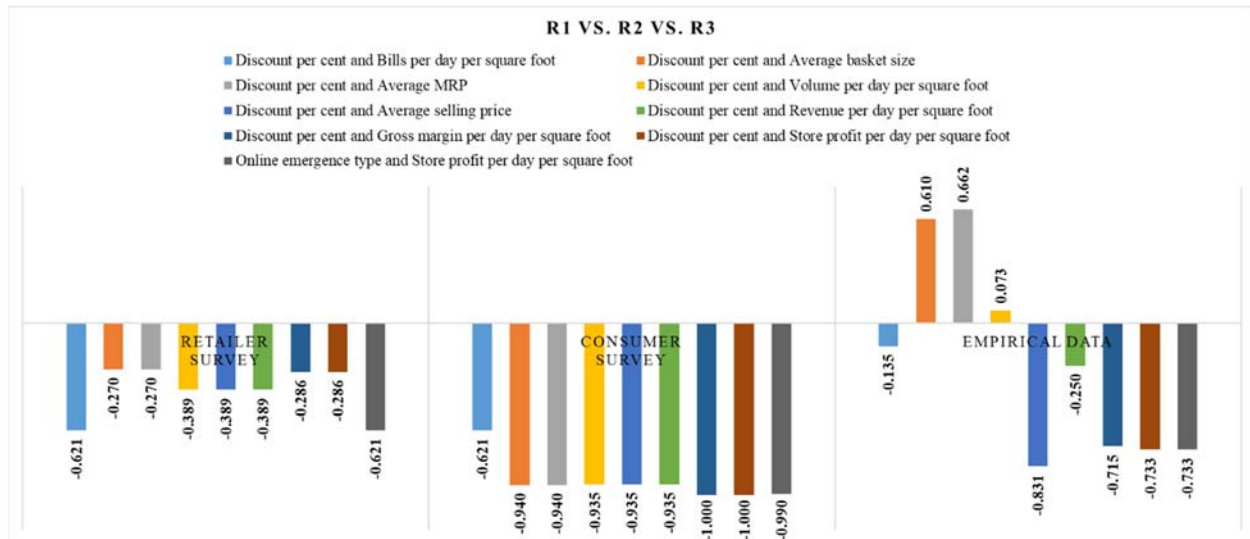 R1 VS. R2 VS. R3
Discount per cent and Bills per day per square foot
Discount per cent and Average basket size
Discount per cent and Average MRP
Discount per cent and Volume per day per square foot
Discount per cent and Average selling price
Discount per cent and Revenue per day per square foot
Discount per cent and Gross margin per day per square foot
Discount per cent and Store profit per day per square foot
Online emergence type and Store profit per day per square foot
RETAILER
SURVEY
-0.621
-0.270
-0.270
-0.389
-0.389
-0.389
-0.286
-0.286
-0.621
CONSUMER
SURVEY
-0.621
-0.940
-0.940
-0.935
-0.935
-0.935
-1.000
-1.000
-0.990
EMPIRICAL DATA
-0.135
0.610
0.662
0.073
-0.831
-0.250
-0.715
-0.733
-0.733